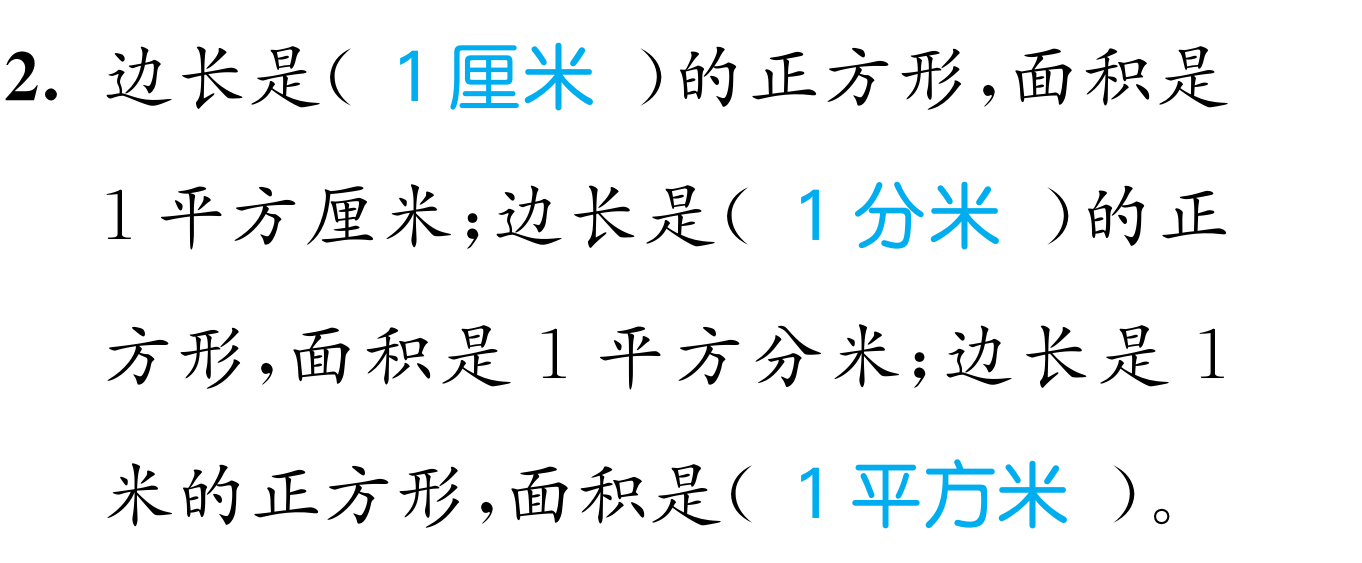 2. 边长是( 1厘米 )的正方形,面积是
1平方厘米;边长是( 1分米 )的正
方形,面积是1平方分米;边长是1
米的正方形,面积是( 1平方米 )。